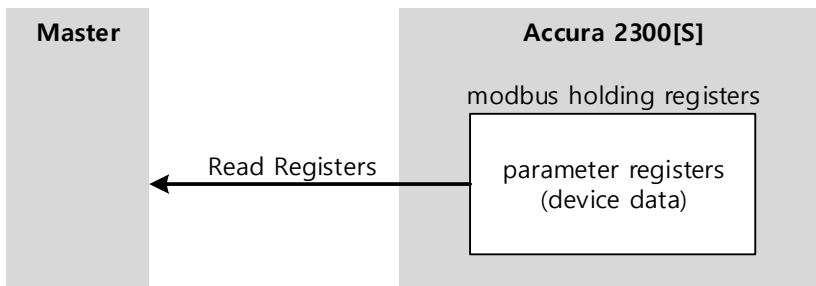 Master
Accura 2300[S]
modbus holding registers
Read Registers
parameter registers
(device data)